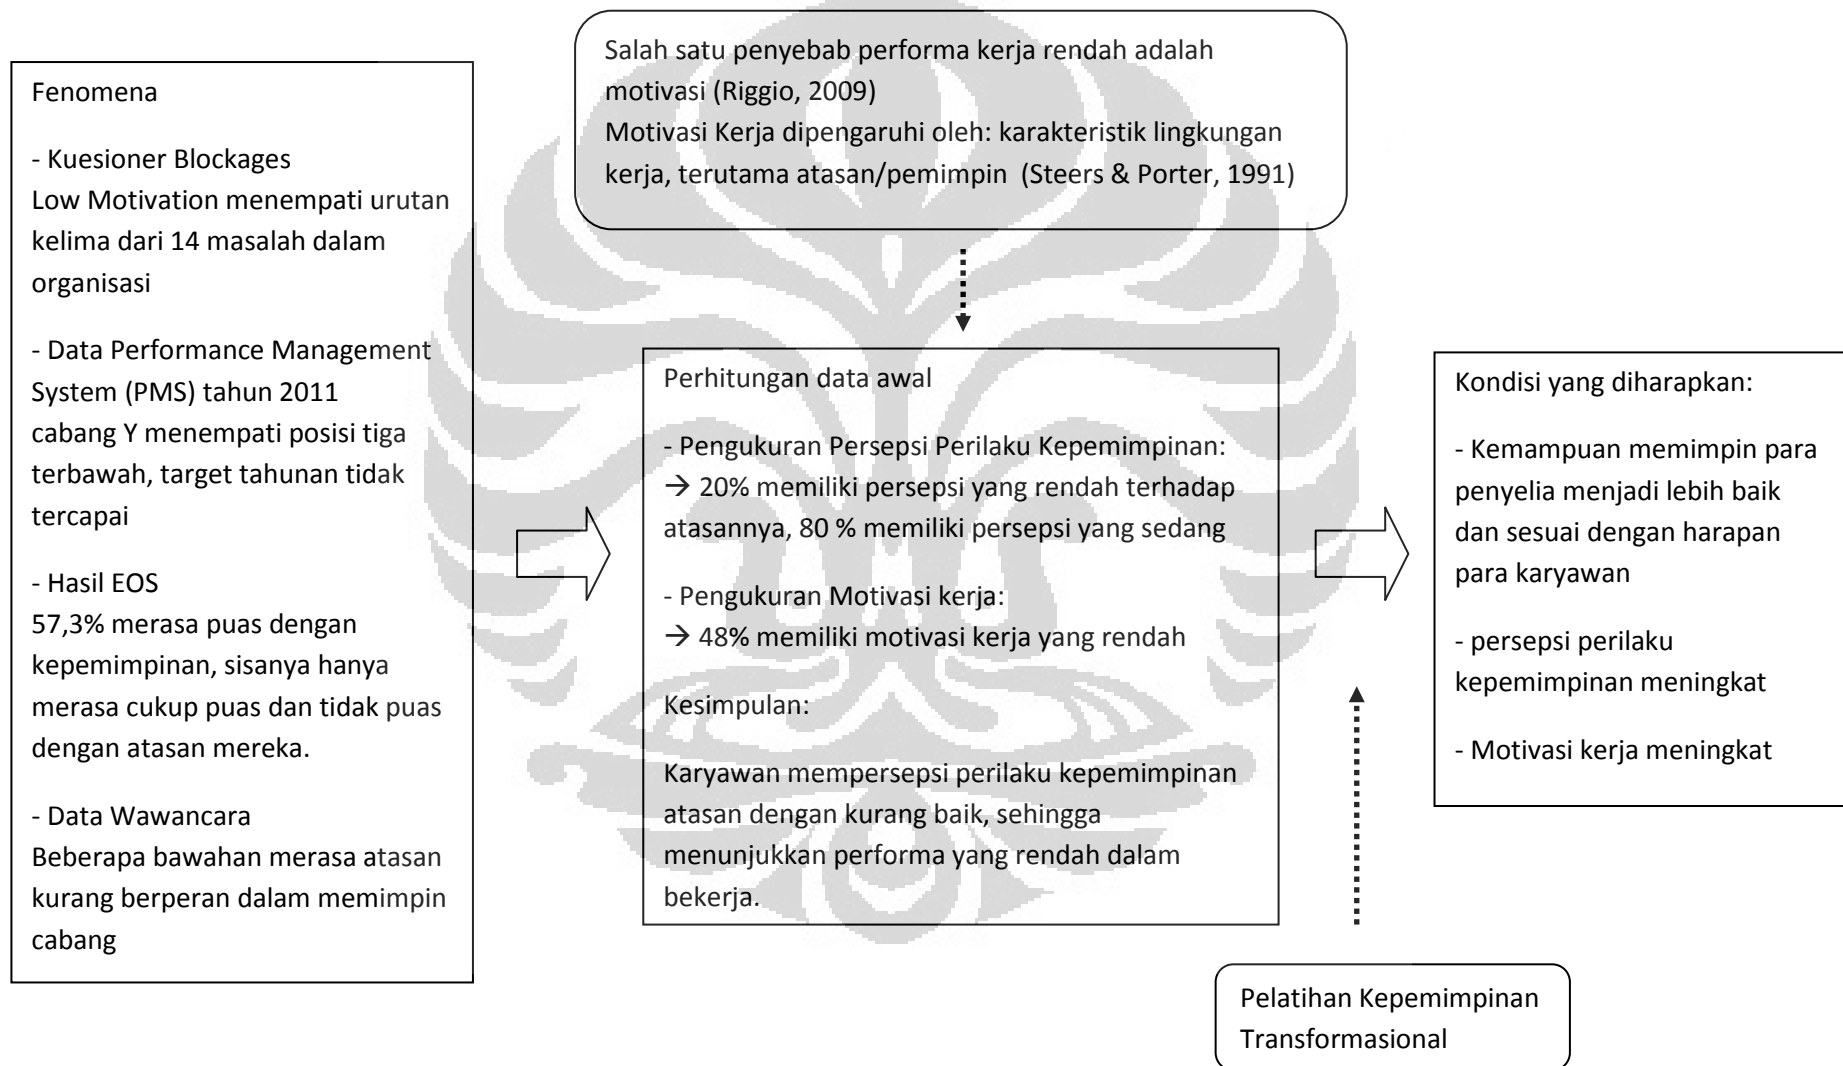 Fenomena
- Kuesioner Blockages
Low Motivation menempati urutan
kelima dari 14 masalah dalam
organisasi
- Data Performance Management
System (PMS) tahun 2011
cabang Y menempati posisi tiga
terbawah, target tahunan tidak
tercapai
- Hasil EOS
57,3% merasa puas dengan
kepemimpinan, sisanya hanya
merasa cukup puas dan tidak puas
dengan atasan mereka.
- Data Wawancara
Beberapa bawahan merasa atasan
kurang berperan dalam memimpin
cabang
Salah satu penyebab performa kerja rendah adalah
motivasi (Riggio, 2009)
Motivasi Kerja dipengaruhi oleh: karakteristik lingkungan
kerja, terutama atasan/pemimpin (Steers & Porter, 1991)
Perhitungan data awal
- Pengukuran Persepsi Perilaku Kepemimpinan:
→ 20% memiliki persepsi yang rendah terhadap
atasannya, 80 % memiliki persepsi yang sedang
- Pengukuran Motivasi kerja:
→ 48% memiliki motivasi kerja yang rendah
Kesimpulan:
Karyawan mempersepsi perilaku kepemimpinan
atasan dengan kurang baik, sehingga
menunjukkan performa yang rendah dalam
bekerja.
Kondisi yang diharapkan:
- Kemampuan memimpin para
penyelia menjadi lebih baik
dan sesuai dengan harapan
para karyawan
- persepsi perilaku
kepemimpinan meningkat
- Motivasi kerja meningkat
Pelatihan Kepemimpinan
Transformasional